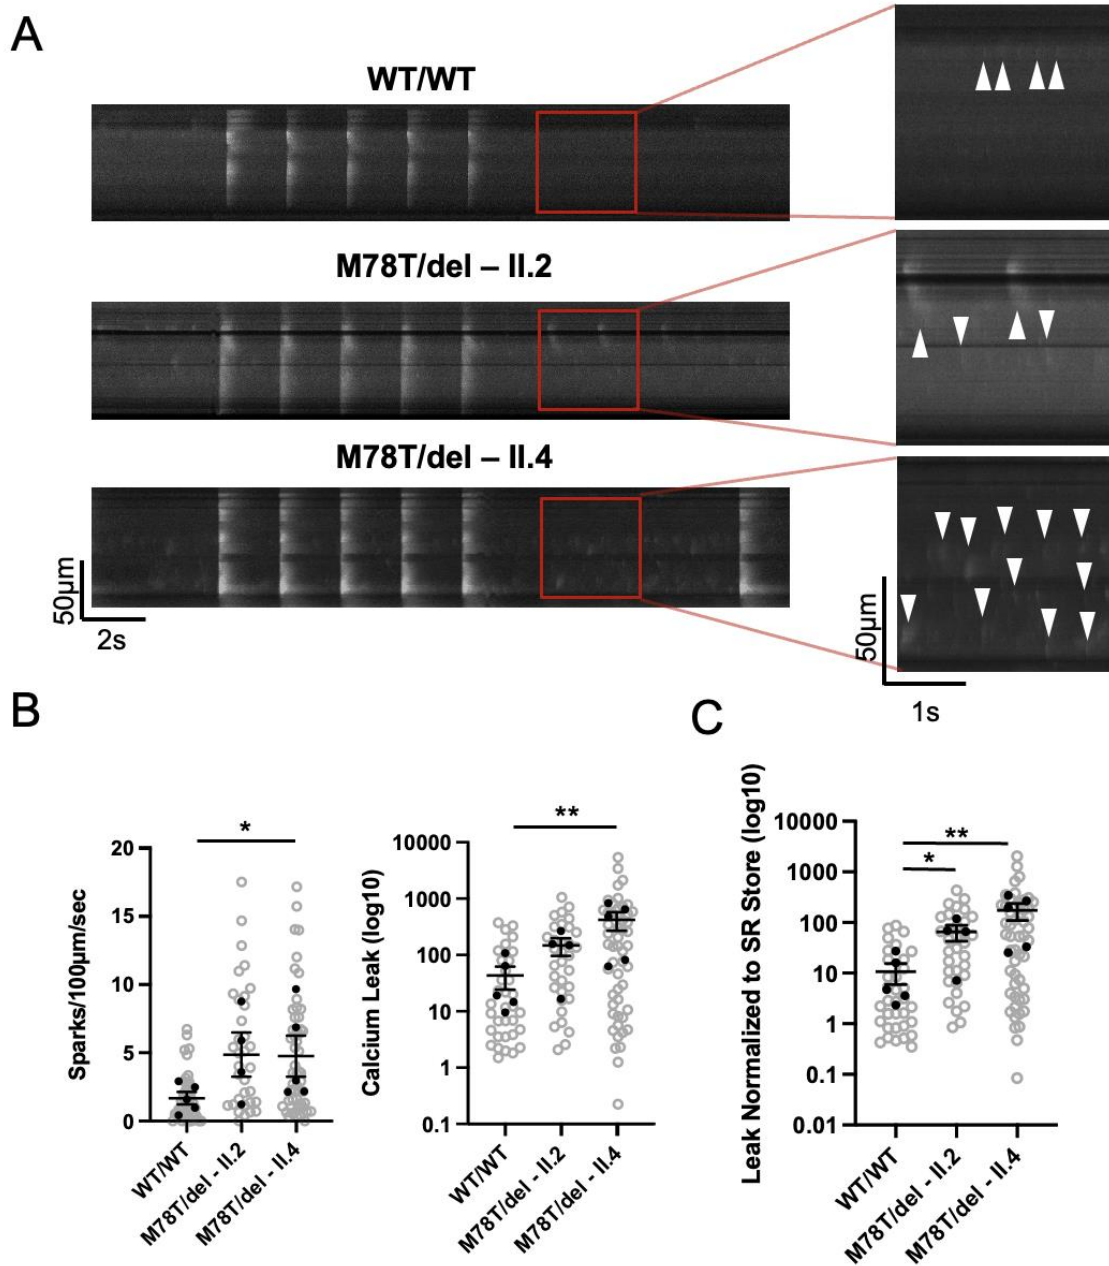 A
WT/WT
M78T/del – II.2
M78T/del – II.4
50µm
2s
50µm
1s
B
Sparks/100µm/sec
20
15
10
5
0
*
WT/WT
M78T/del - II.2
M78T/del - II.4
Calcium Leak (log10)
10000
1000
100
10
1
0.1
**
WT/WT
M78T/del - II.2
M78T/del - II.4
C
Leak Normalized to SR Store (log10)
10000
1000
100
10
1
0.1
0.01
**
*
WT/WT
M78T/del - II.2
M78T/del - II.4